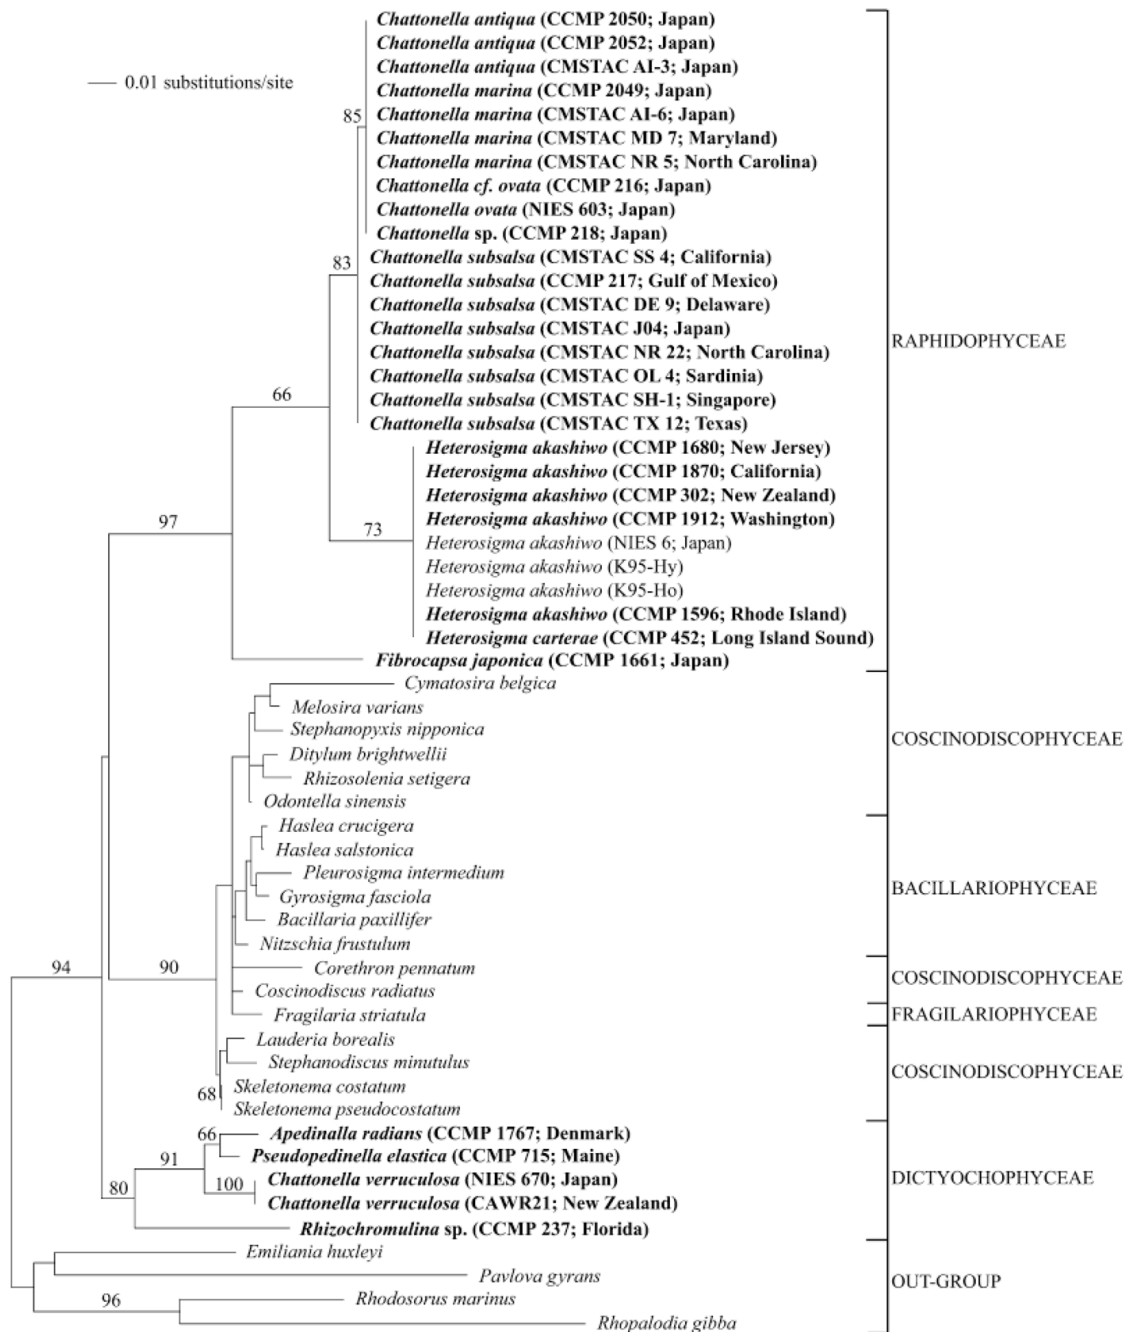 Chattonella antiqua (CCMP 2050; Japan)
Chattonella antiqua (CCMP 2052; Japan)
Chattonella antiqua (CMSTAC AI-3; Japan)
0.01 substitutions/site
Chattonella marina (CCMP 2049; Japan)
85
Chattonella marina (CMSTAC AI-6; Japan)
Chattonella marina (CMSTAC MD 7; Maryland)
Chattonella marina (CMSTAC NR 5; North Carolina)
Chattonella cf. ovata (CCMP 216; Japan)
Chattonella ovata (NIES 603; Japan)
Chattonella sp. (CCMP 218; Japan)
83
Chattonella subsalsa (CMSTAC SS 4; California)
Chattonella subsalsa (CCMP 217; Gulf of Mexico)
Chattonella subsalsa (CMSTAC DE 9; Delaware)
Chattonella subsalsa (CMSTAC J04; Japan)
RAPHIDOPHYCEAE
Chattonella subsalsa (CMSTAC NR 22; North Carolina)
Chattonella subsalsa (CMSTAC OL 4; Sardinia)
66
Chattonella subsalsa (CMSTAC SH-1; Singapore)
Chattonella subsalsa (CMSTAC TX 12; Texas)
Heterosigma akashiwo (CCMP 1680; New Jersey)
Heterosigma akashiwo (CCMP 1870; California)
Heterosigma akashiwo (CCMP 302; New Zealand)
97
Heterosigma akashiwo (CCMP 1912; Washington)
73
Heterosigma akashiwo (NIES 6; Japan)
Heterosigma akashiwo (K95-Hy)
Heterosigma akashiwo (K95-Ho)
Heterosigma akashiwo (CCMP 1596; Rhode Island)
Heterosigma carterae (CCMP 452; Long Island Sound)
Fibrocapsa japonica (CCMP 1661; Japan)
Cymatosira belgica
Melosira varians
Stephanopyxis nipponica
COSCINODISCOPHYCEAE
Ditylum brightwellii
Rhizosolenia setigera
Odontella sinensis
Haslea crucigera
Haslea salstonica
Pleurosigma intermedium
BACILLARIOPHYCEAE
Gyrosigma fasciola
Bacillaria paxillifer
Nitzschia frustulum
94
90
Corethron pennatum
COSCINODISCOPHYCEAE
Coscinodiscus radiatus
Fragilaria striatula
FRAGILARIOPHYCEAE
Lauderia borealis
Stephanodiscus minutulus
COSCINODISCOPHYCEAE
68
Skeletonema costatum
Skeletonema pseudocostatum
66
Apedinalla radians (CCMP 1767; Denmark)
91
Pseudopedinella elastica (CCMP 715; Maine)
80
100
Chattonella verruculosa (NIES 670; Japan)
DICTYOCHOPHYCEAE
Chattonella verruculosa (CAWR21; New Zealand)
Rhizochromulina sp. (CCMP 237; Florida)
Emiliania huxleyi
Pavlova gyrans
OUT-GROUP
96
Rhodosorus marinus
Rhopalodia gibba